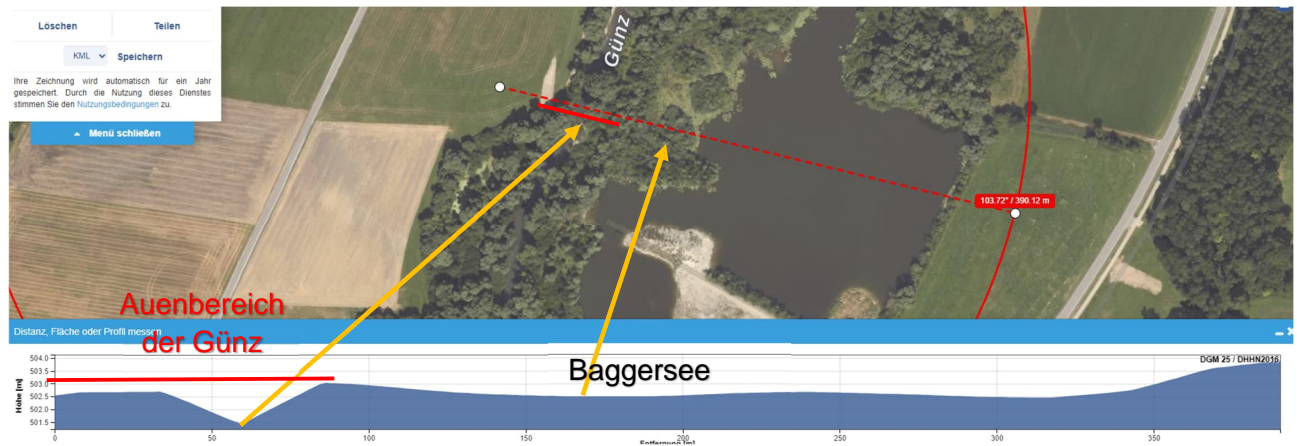 Löschen Teilen
KML Speichern
Ihre Zeichnung wird automatisch für ein Jahr
gespeichert. Durch die Nutzung dieses Dienstes
stimmen Sie den Nutzungsbedingungen zu.
Menü schließen
Günz
103.72° / 390.12 m
Auenbereich
der Günz
Distanz, Fläche oder Profil messen
Baggersee
DGM 25 / DHHN2016
Höhe [m]
504.0
503.5
503.0
502.5
502.0
501.5
0 50 100 150 200 250 300 350
Entfernung [m]